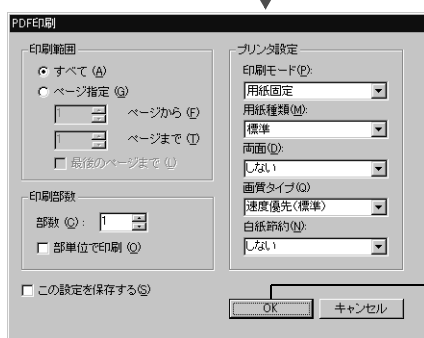 PDF印刷
印刷範囲
すべて (A)
ページ指定 (G)
1 ページから (F)
1 ページまで (T)
最後のページまで (L)
印刷部数
部数 (C): 1
部単位で印刷 (O)
この設定を保存する(S)
プリンタ設定
印刷モード(P):
用紙固定
用紙種類(M):
標準
両面(D):
しない
画質タイプ(Q)
速度優先(標準)
白紙節約(N):
しない
OK
キャンセル